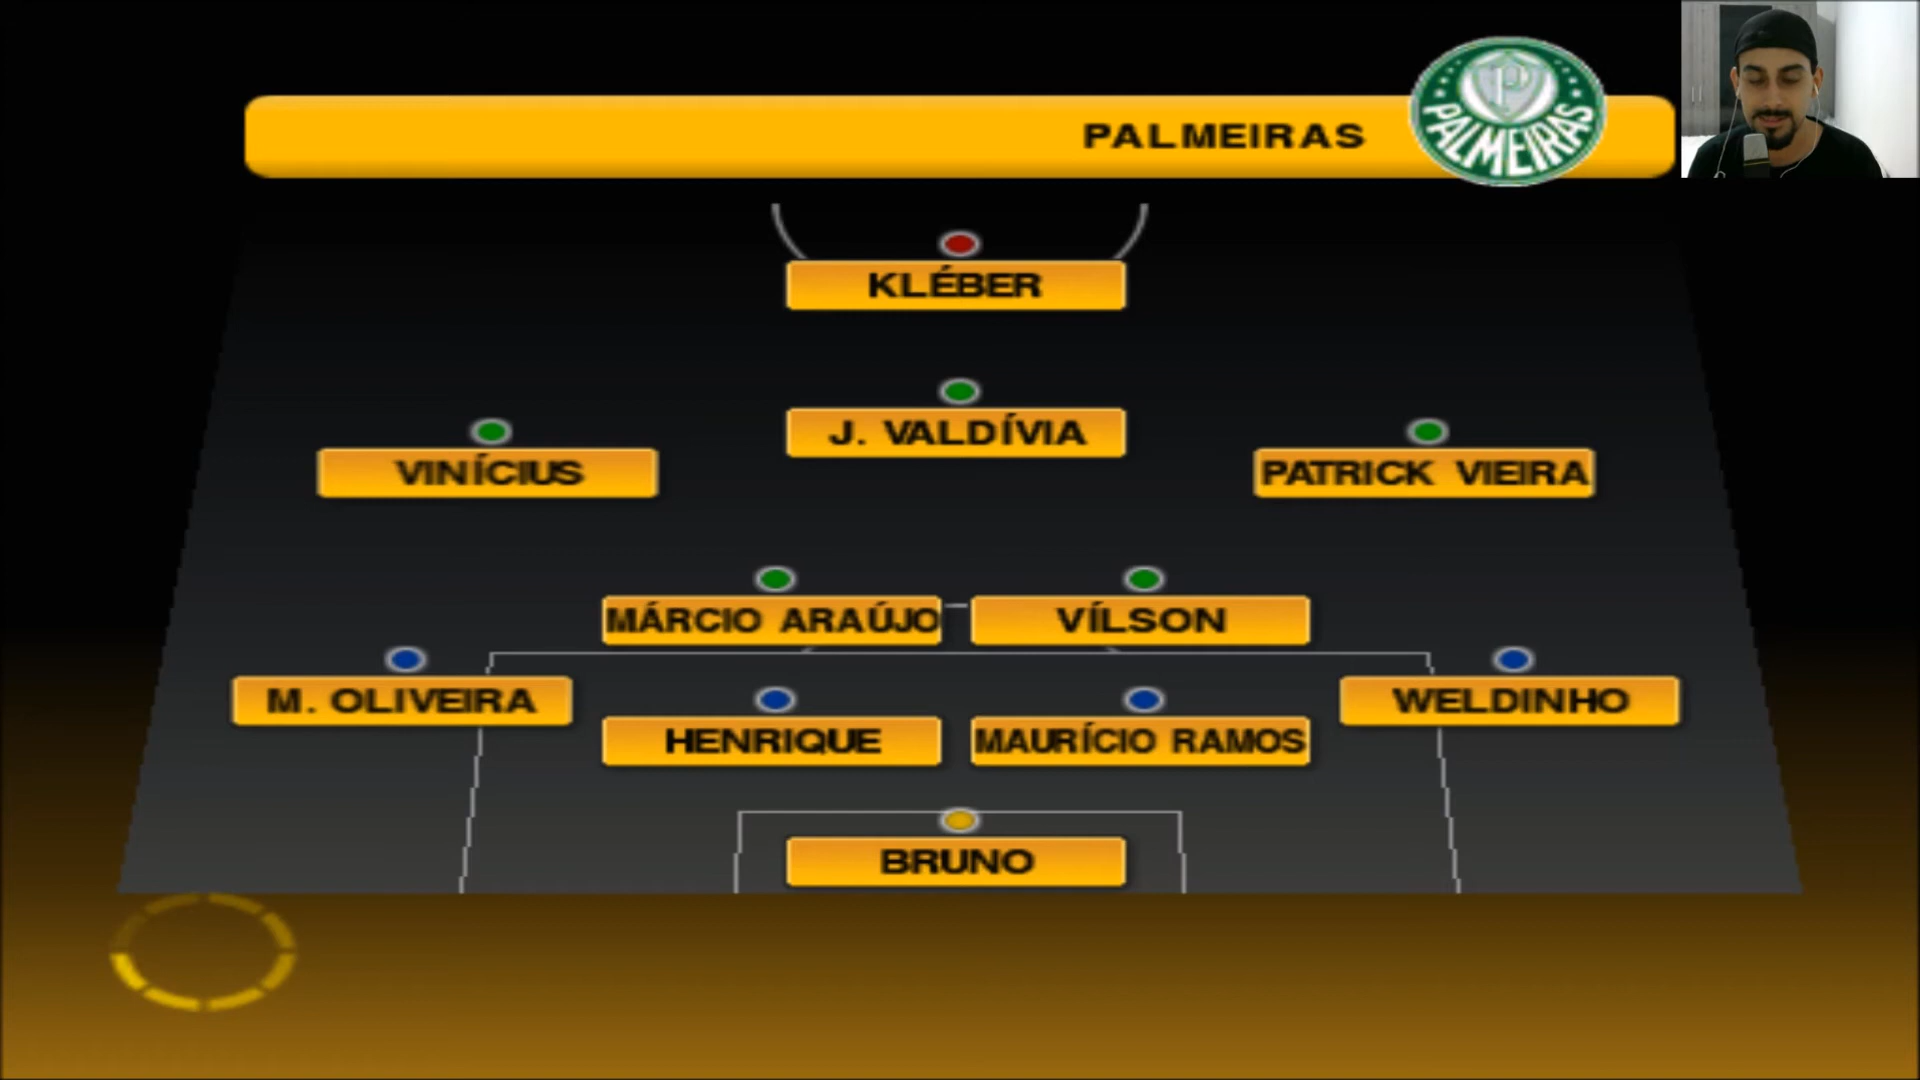 PALMEIRAS
P
PALMEIRAS
KLÉBER
J. VALDÍVIA
VINÍCIUS
PATRICK VIEIRA
MÁRCIO ARAÚJO
VÍLSON
M. OLIVEIRA
WELDINHO
HENRIQUE
MAURÍCIO RAMOS
BRUNO